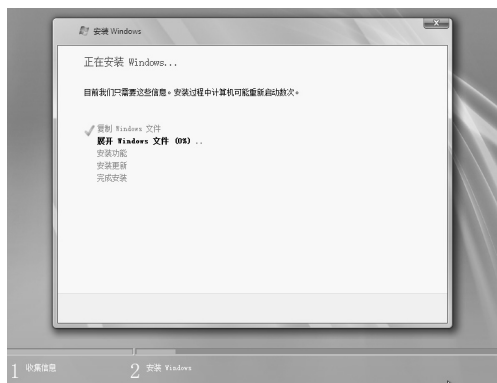 安装 Windows
正在安装 Windows...
目前我们只需要这些信息。安装过程中计算机可能重新启动数次。
复制 Windows 文件
展开 Windows 文件 (0%) ..
安装功能
安装更新
完成安装
1 收集信息
2 安装 Windows